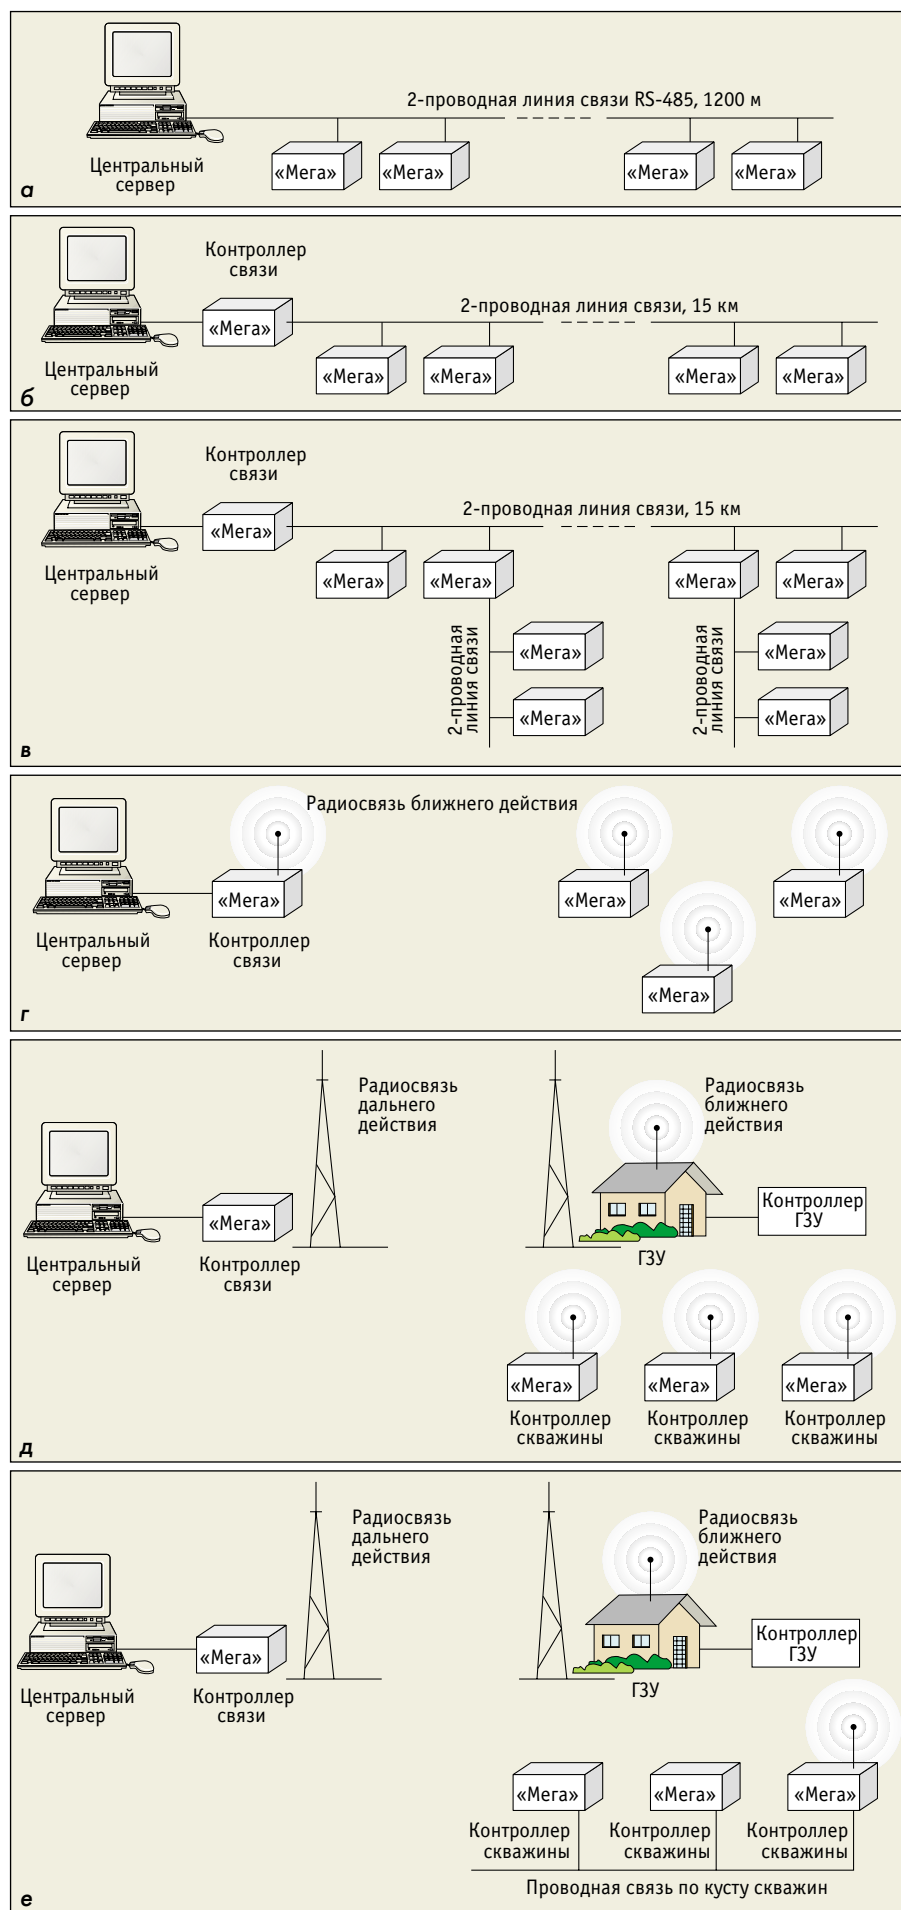 2-проводная линия связи RS-485, 1200 м
Центральный
сервер
«Мега»
«Мега»
«Мега»
«Мега»
а
Контроллер
связи
«Мега»
2-проводная линия связи, 15 км
Центральный
сервер
«Мега»
«Мега»
«Мега»
«Мега»
б
Контроллер
связи
«Мега»
2-проводная линия связи, 15 км
Центральный
сервер
«Мега»
«Мега»
«Мега»
«Мега»
2-проводная
линия связи
«Мега»
«Мега»
2-проводная
линия связи
«Мега»
«Мега»
в
Радиосвязь ближнего действия
«Мега»
Центральный
сервер
Контроллер
связи
«Мега»
«Мега»
«Мега»
г
Радиосвязь
дальнего
действия
Радиосвязь
ближнего
действия
«Мега»
Центральный
сервер
Контроллер
связи
ГЗУ
Контроллер
ГЗУ
«Мега»
«Мега»
«Мега»
Контроллер
скважины
Контроллер
скважины
Контроллер
скважины
д
Радиосвязь
дальнего
действия
Радиосвязь
ближнего
действия
«Мега»
Центральный
сервер
Контроллер
связи
ГЗУ
Контроллер
ГЗУ
«Мега»
«Мега»
«Мега»
Контроллер
скважины
Контроллер
скважины
Контроллер
скважины
Проводная связь по кусту скважин
е